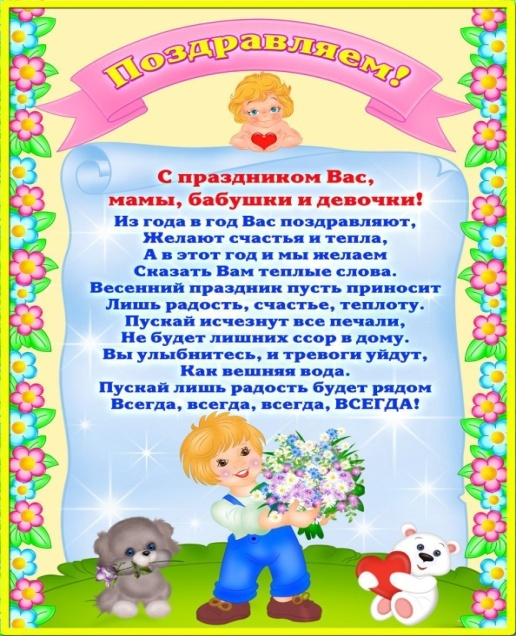 Поздравляем!
С праздником Вас,
мамы, бабушки и девочки!
Из года в год Вас поздравляют,
Желают счастья и тепла,
А в этот год и мы желаем
Сказать Вам теплые слова.
Весенний праздник пусть приносит
Лишь радость, счастье, теплоту.
Пускай исчезнут все печали,
Не будет лишних ссор в дому.
Вы улыбнитесь, и тревоги уйдут,
Как вешняя вода.
Пускай лишь радость будет рядом
Всегда, всегда, всегда, ВСЕГДА!